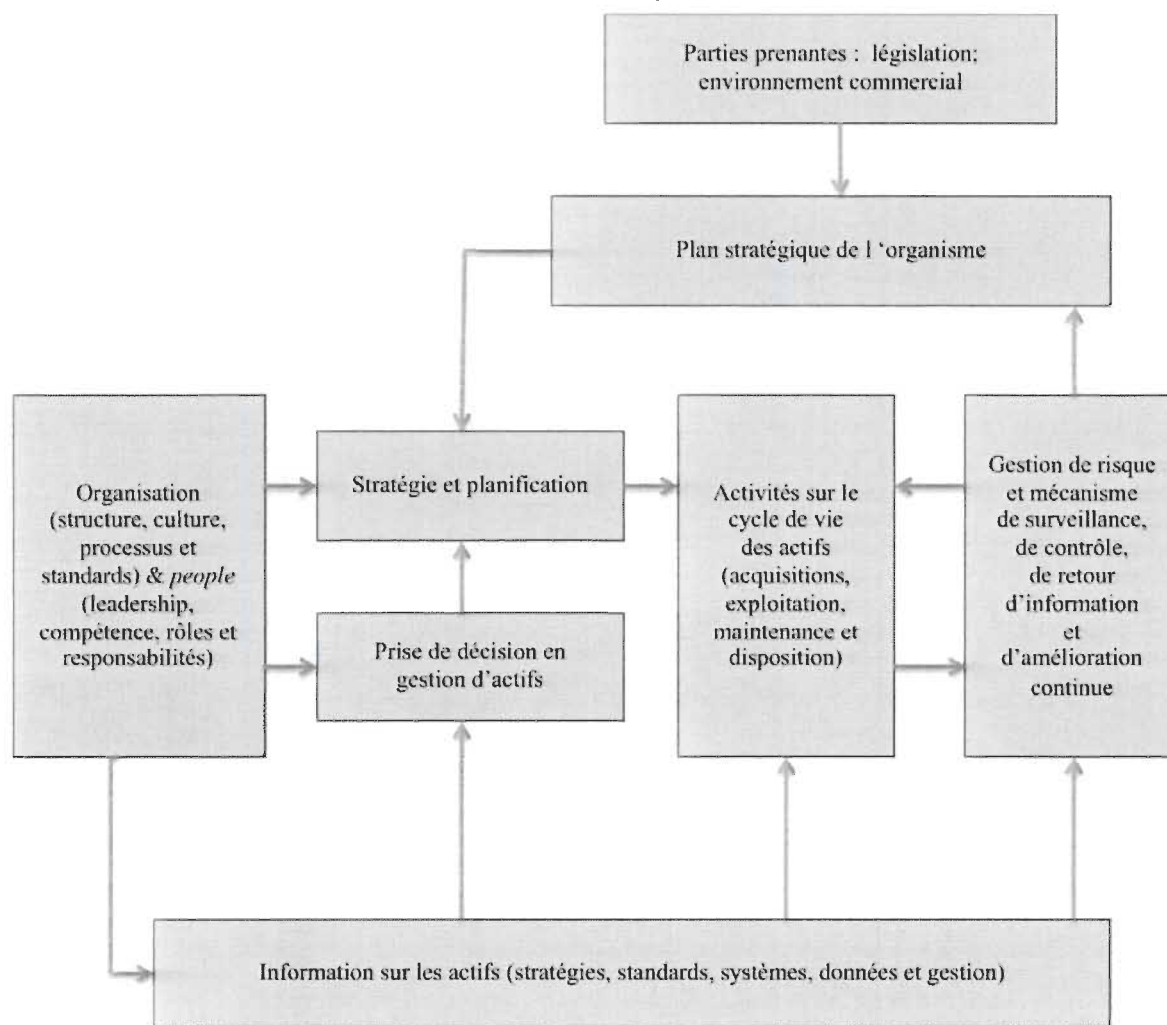 Parties prenantes : législation;
environnement commercial
Plan stratégique de l ‘organisme
Organisation
(structure, culture,
processus et
standards) & people
(leadership,
compétence, rôles et
responsabilités)
Stratégie et planification
Prise de décision en
gestion d’actifs
Activités sur le
cycle de vie
des actifs
(acquisitions,
exploitation,
maintenance et
disposition)
Gestion de risque
et mécanisme
de surveillance,
de contrôle,
de retour
d’information
et
d’amélioration
continue
Information sur les actifs (stratégies, standards, systèmes, données et gestion)